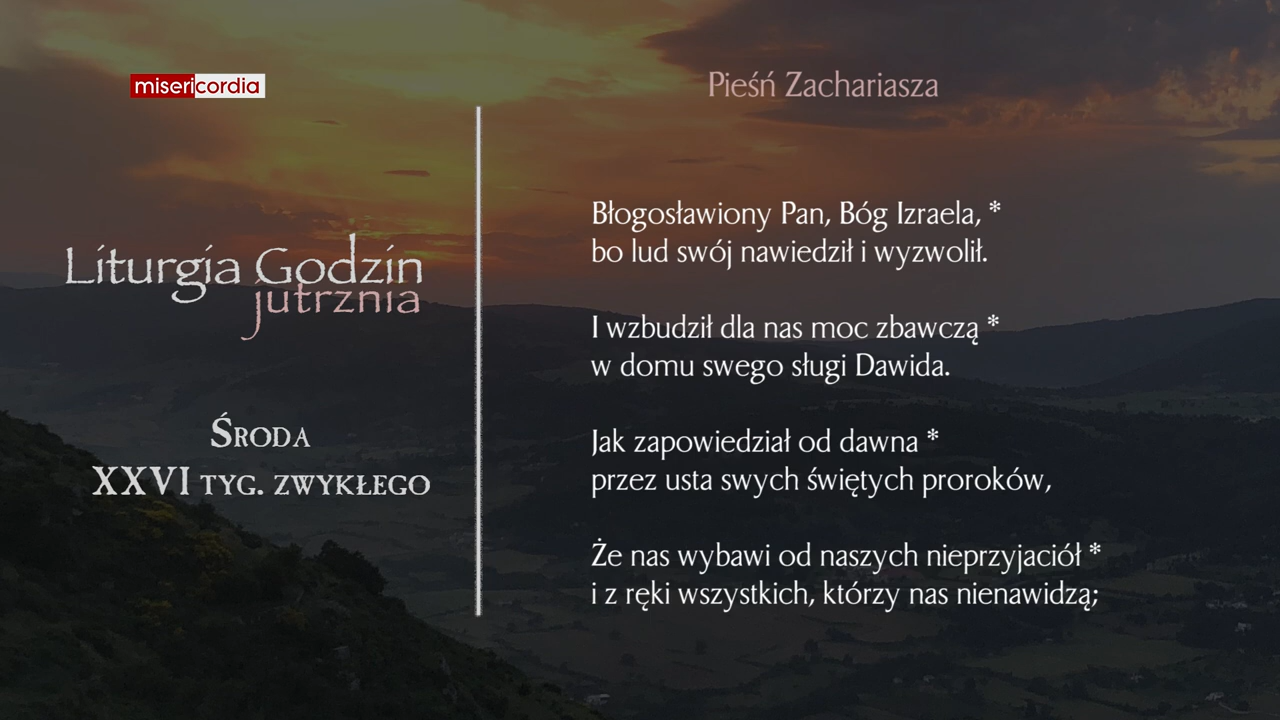 misericordia
Liturgia Godzin
jutrznia
Środa
XXVI tyg. zwykłego
Pieśń Zachariasza
Błogosławiony Pan, Bóg Izraela, *
bo lud swój nawiedził i wyzwolił.
I wzbudził dla nas moc zbawczą *
w domu swego sługi Dawida.
Jak zapowiedział od dawna *
przez usta swych świętych proroków,
Że nas wybawi od naszych nieprzyjaciół *
i z ręki wszystkich, którzy nas nienawidzą;